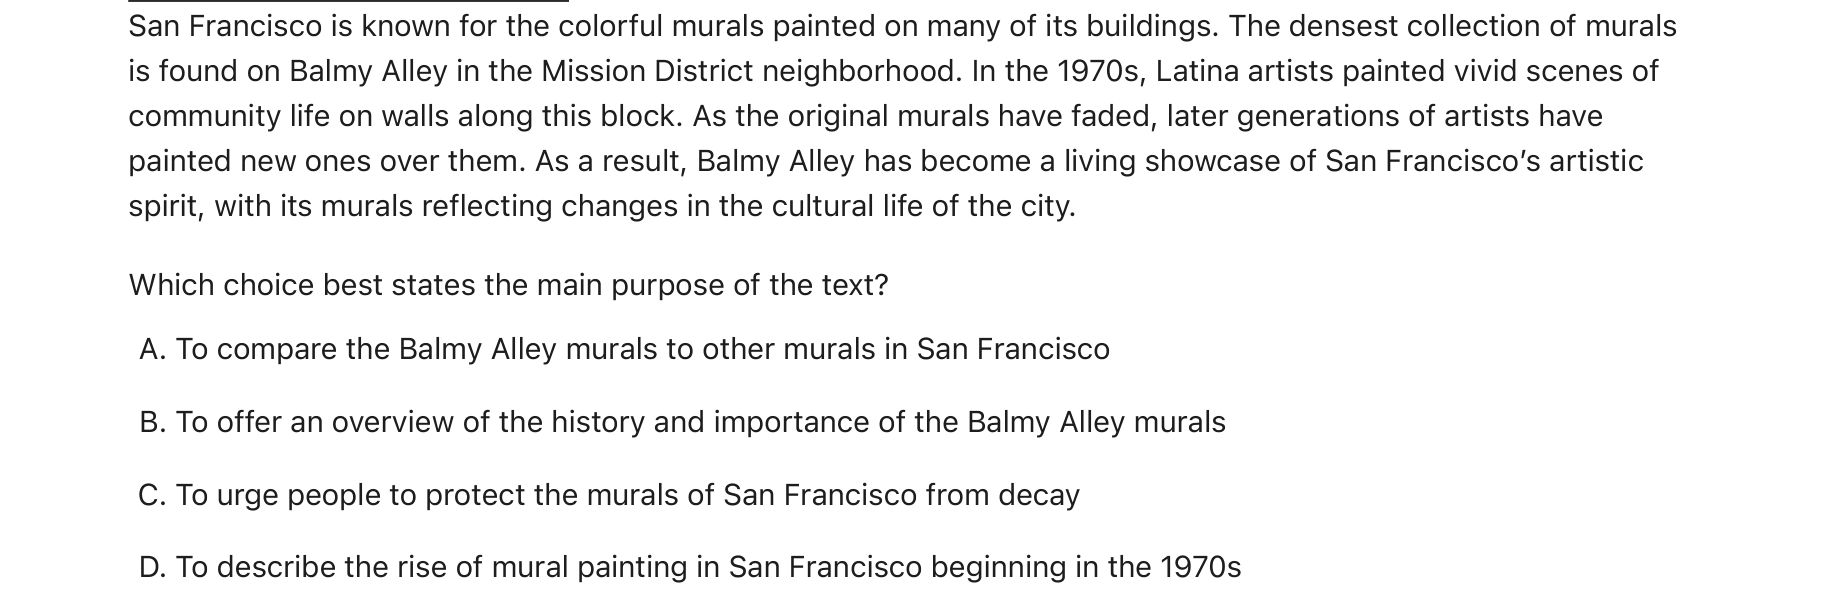 San Francisco is known for the colorful murals painted on many of its buildings. The densest collection of murals
is found on Balmy Alley in the Mission District neighborhood. In the 1970s, Latina artists painted vivid scenes of
community life on walls along this block. As the original murals have faded, later generations of artists have
painted new ones over them. As a result, Balmy Alley has become a living showcase of San Francisco’s artistic
spirit, with its murals reflecting changes in the cultural life of the city.
Which choice best states the main purpose of the text?
A. To compare the Balmy Alley murals to other murals in San Francisco
B. To offer an overview of the history and importance of the Balmy Alley murals
C. To urge people to protect the murals of San Francisco from decay
D. To describe the rise of mural painting in San Francisco beginning in the 1970s